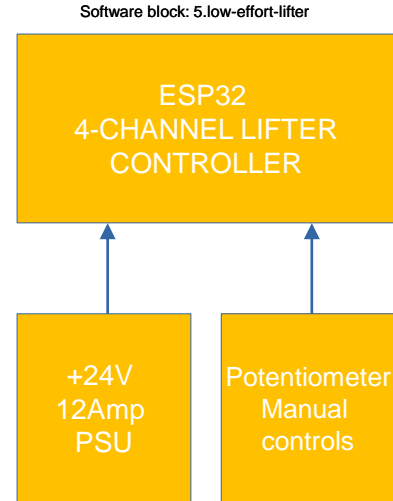 Software block: 5.low-effort-lifter
ESP32
4-CHANNEL LIFTER
CONTROLLER
+24V
12Amp
PSU
Potentiometer
Manual
controls